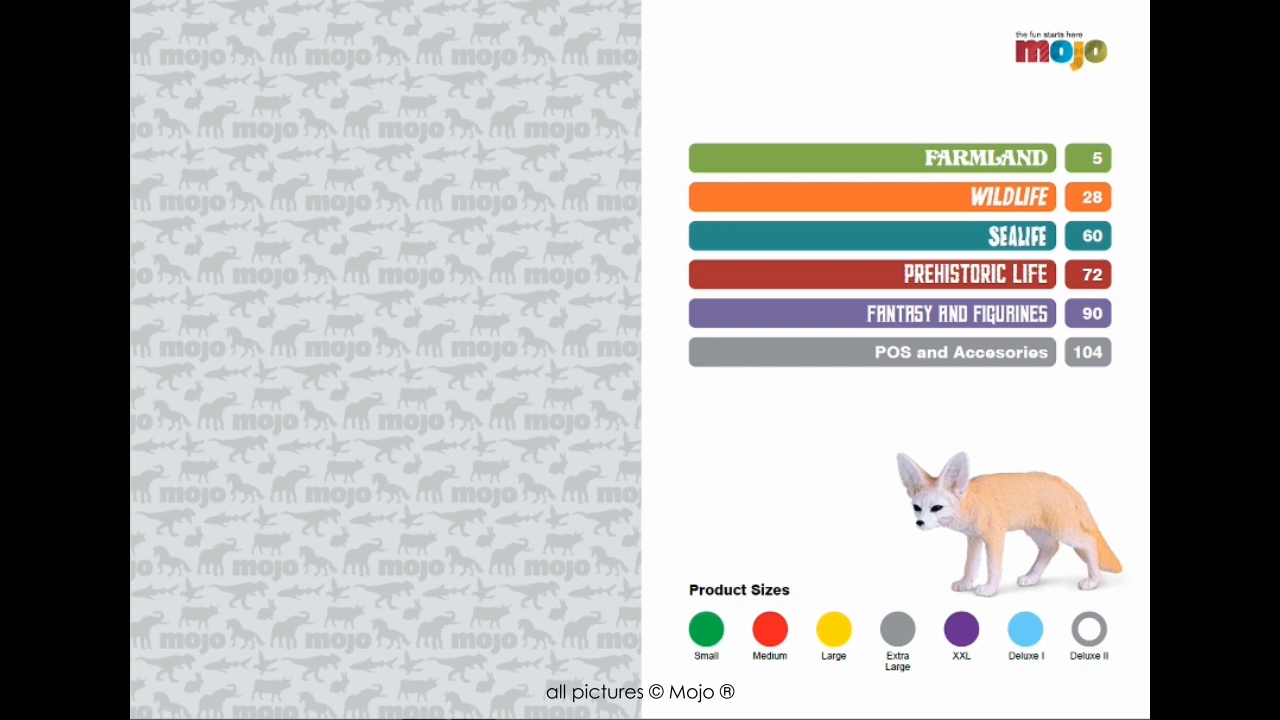 the fun starts here
mojo
FARMLAND 5
WILDLIFE 28
SEALIFE 60
PREHISTORIC LIFE 72
FANTASY AND FIGURINES 90
POS and Accesories 104
Product Sizes
Small Medium Large Extra Large XXL Deluxe I Deluxe II
all pictures © Mojo ®
mojo